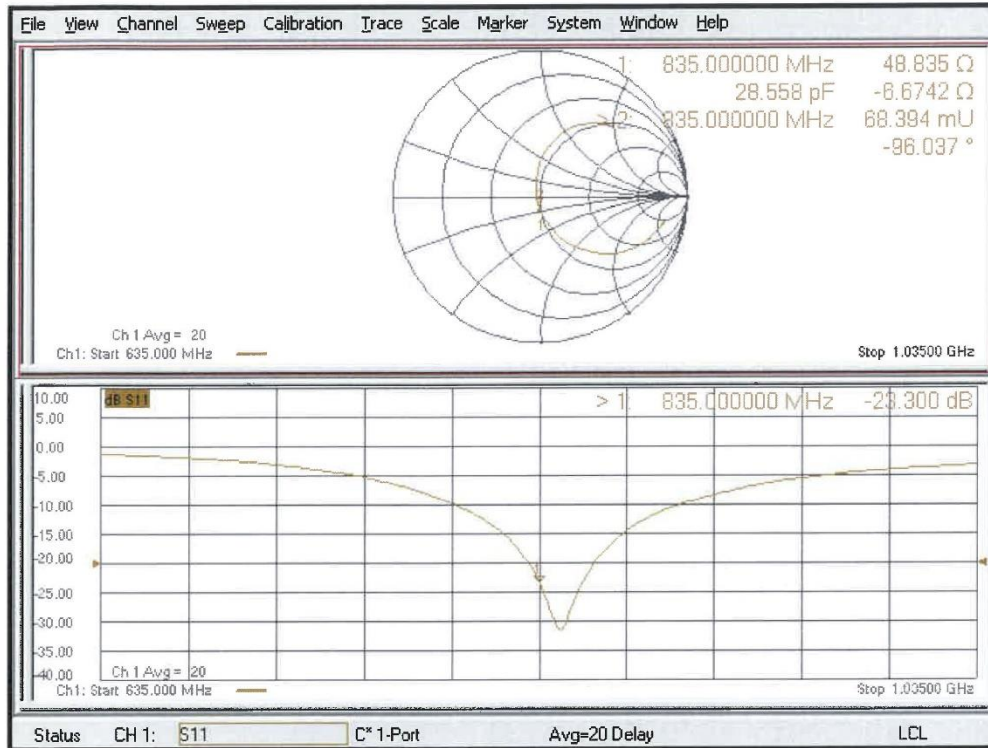 File View Channel Sweep Calibration Trace Scale Marker System Window Help
1: 835.000000 MHz 48.835 Ω
28.558 pF -6.6742 Ω
> 2: 835.000000 MHz 68.394 mU
-96.037 °
Ch 1 Avg = 20
Ch1: Start 635.000 MHz Stop 1.03500 GHz
10.00 dB S11 > 1: 835.000000 MHz -23.300 dB
5.00
0.00
-5.00
-10.00
-15.00
-20.00
-25.00
-30.00
-35.00
-40.00
Ch 1 Avg = 20
Ch1: Start 635.000 MHz Stop 1.03500 GHz
Status CH 1: S11 C* 1-Port Avg=20 Delay LCL